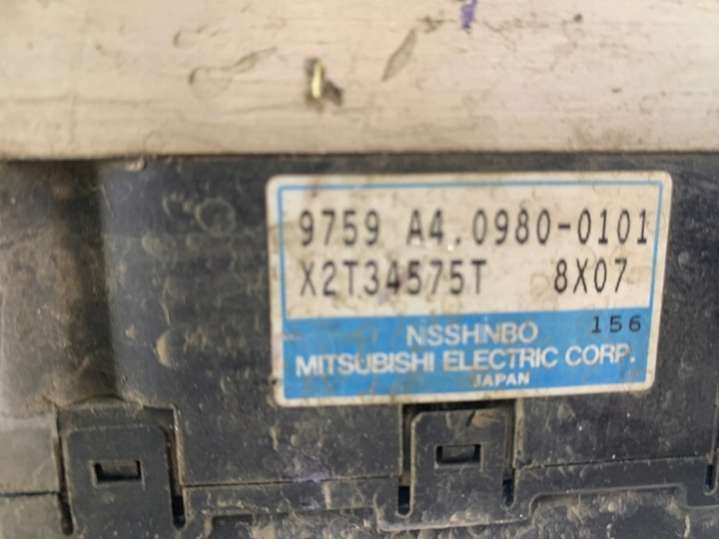 9759 A4.0980-0101
X2T34575T 8X07
NSSHNBO 156
MITSUBISHI ELECTRIC CORP.
JAPAN